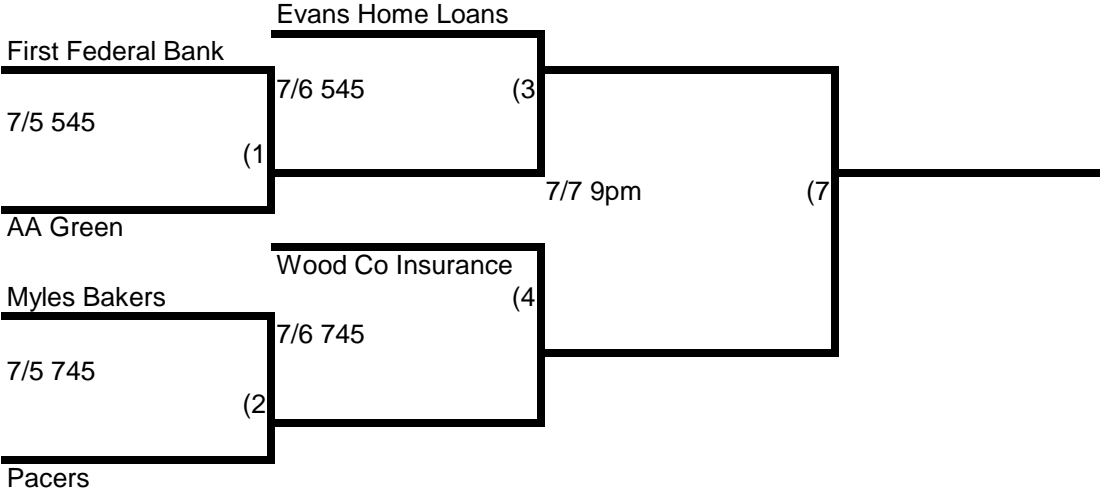 Evans Home Loans
First Federal Bank
7/6 545 (3
7/5 545
(1
7/7 9pm (7
AA Green
Wood Co Insurance
Myles Bakers
(4
7/6 745
7/5 745
(2
Pacers